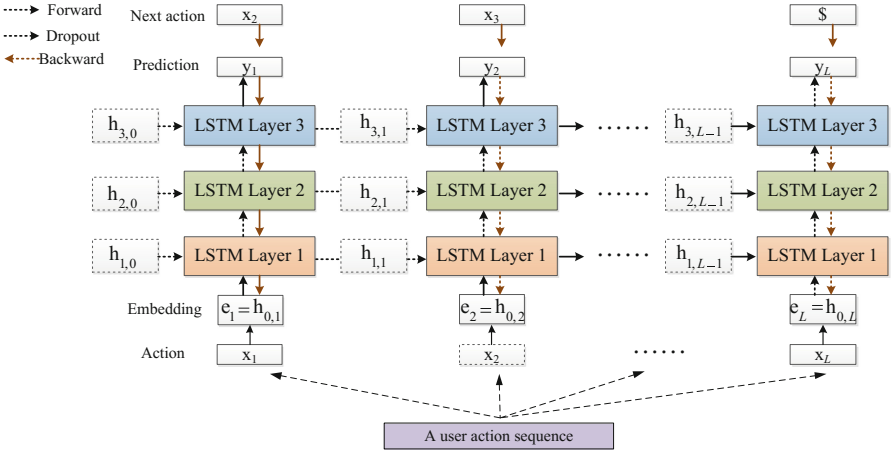 Forward
Dropout
Backward
Next action x₂ x₃ $
Prediction y₁ y₂ y_L
h₃,₀ LSTM Layer 3 h₃,₁ LSTM Layer 3 ...... h₃,L−1 LSTM Layer 3
h₂,₀ LSTM Layer 2 h₂,₁ LSTM Layer 2 ...... h₂,L−1 LSTM Layer 2
h₁,₀ LSTM Layer 1 h₁,₁ LSTM Layer 1 ...... h₁,L−1 LSTM Layer 1
Embedding e₁=h₀,₁ e₂=h₀,₂ e_L=h₀,L
Action x₁ x₂ ...... x_L
A user action sequence